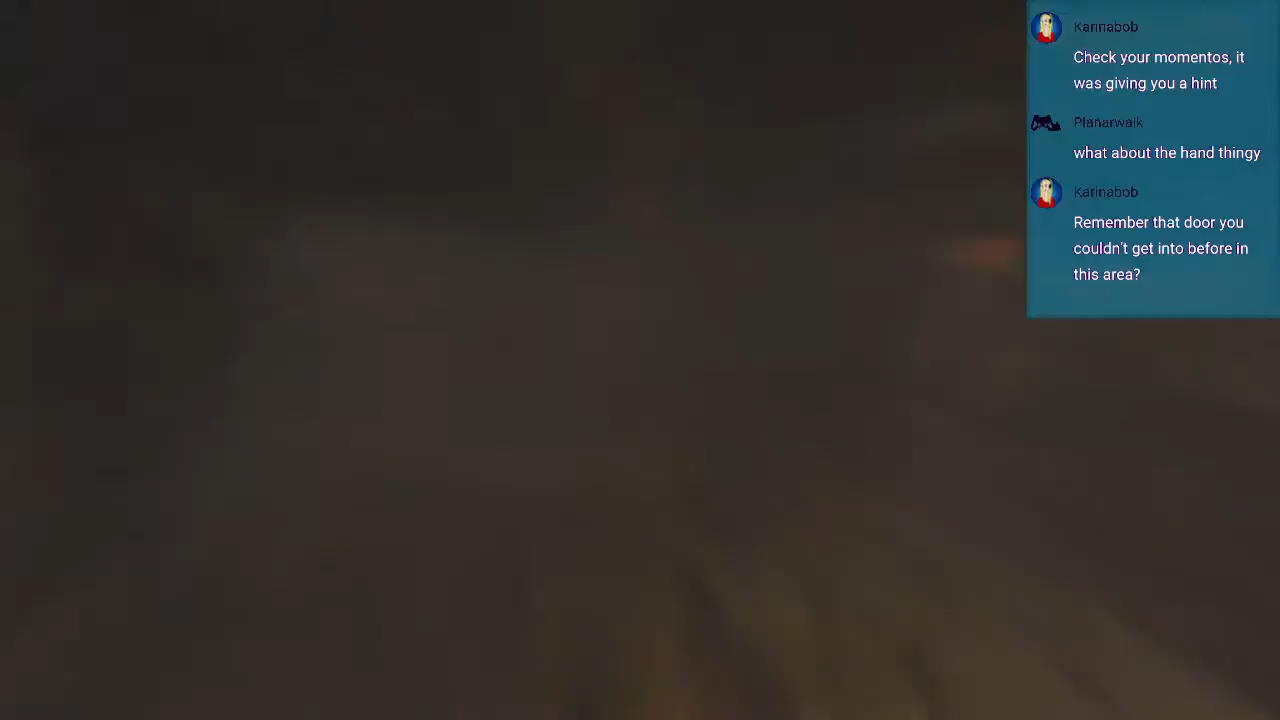 Karinabob
Check your momentos, it
was giving you a hint
Planarwalk
what about the hand thingy
Karinabob
Remember that door you
couldn't get into before in
this area?